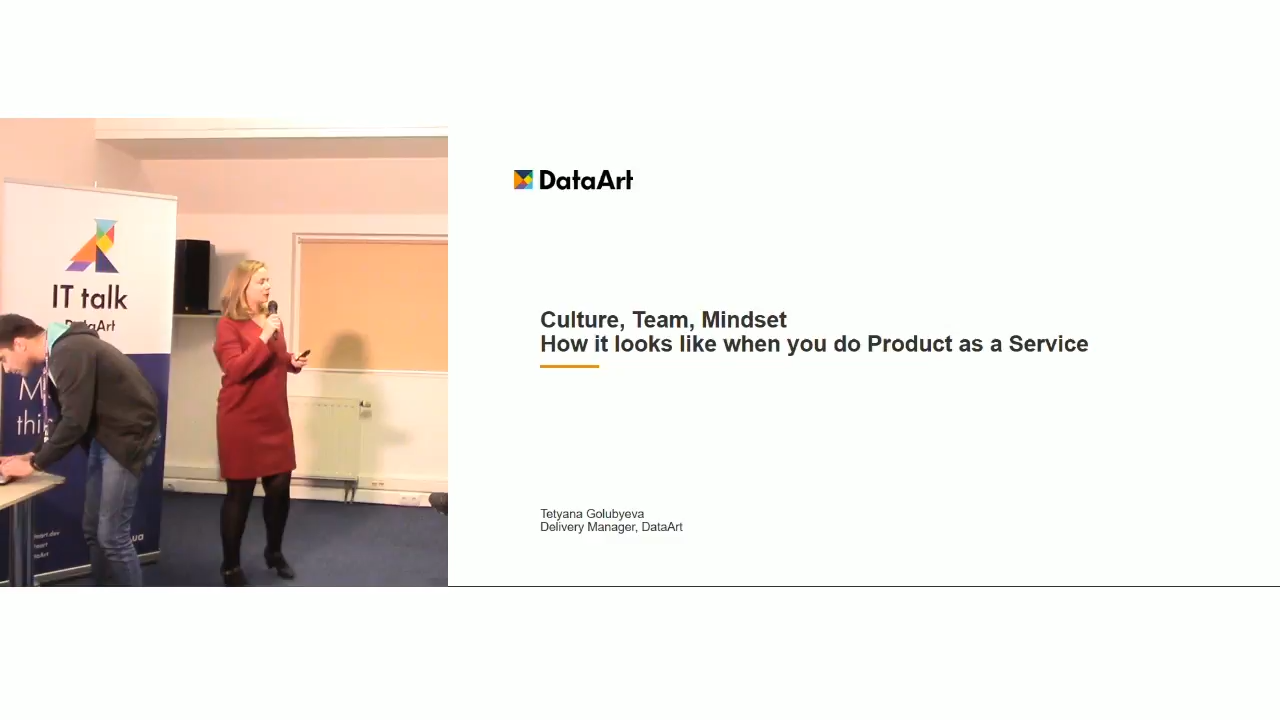 IT talk
DataArt
Culture, Team, Mindset
How it looks like when you do Product as a Service
Tetyana Golubyeva
Delivery Manager, DataArt